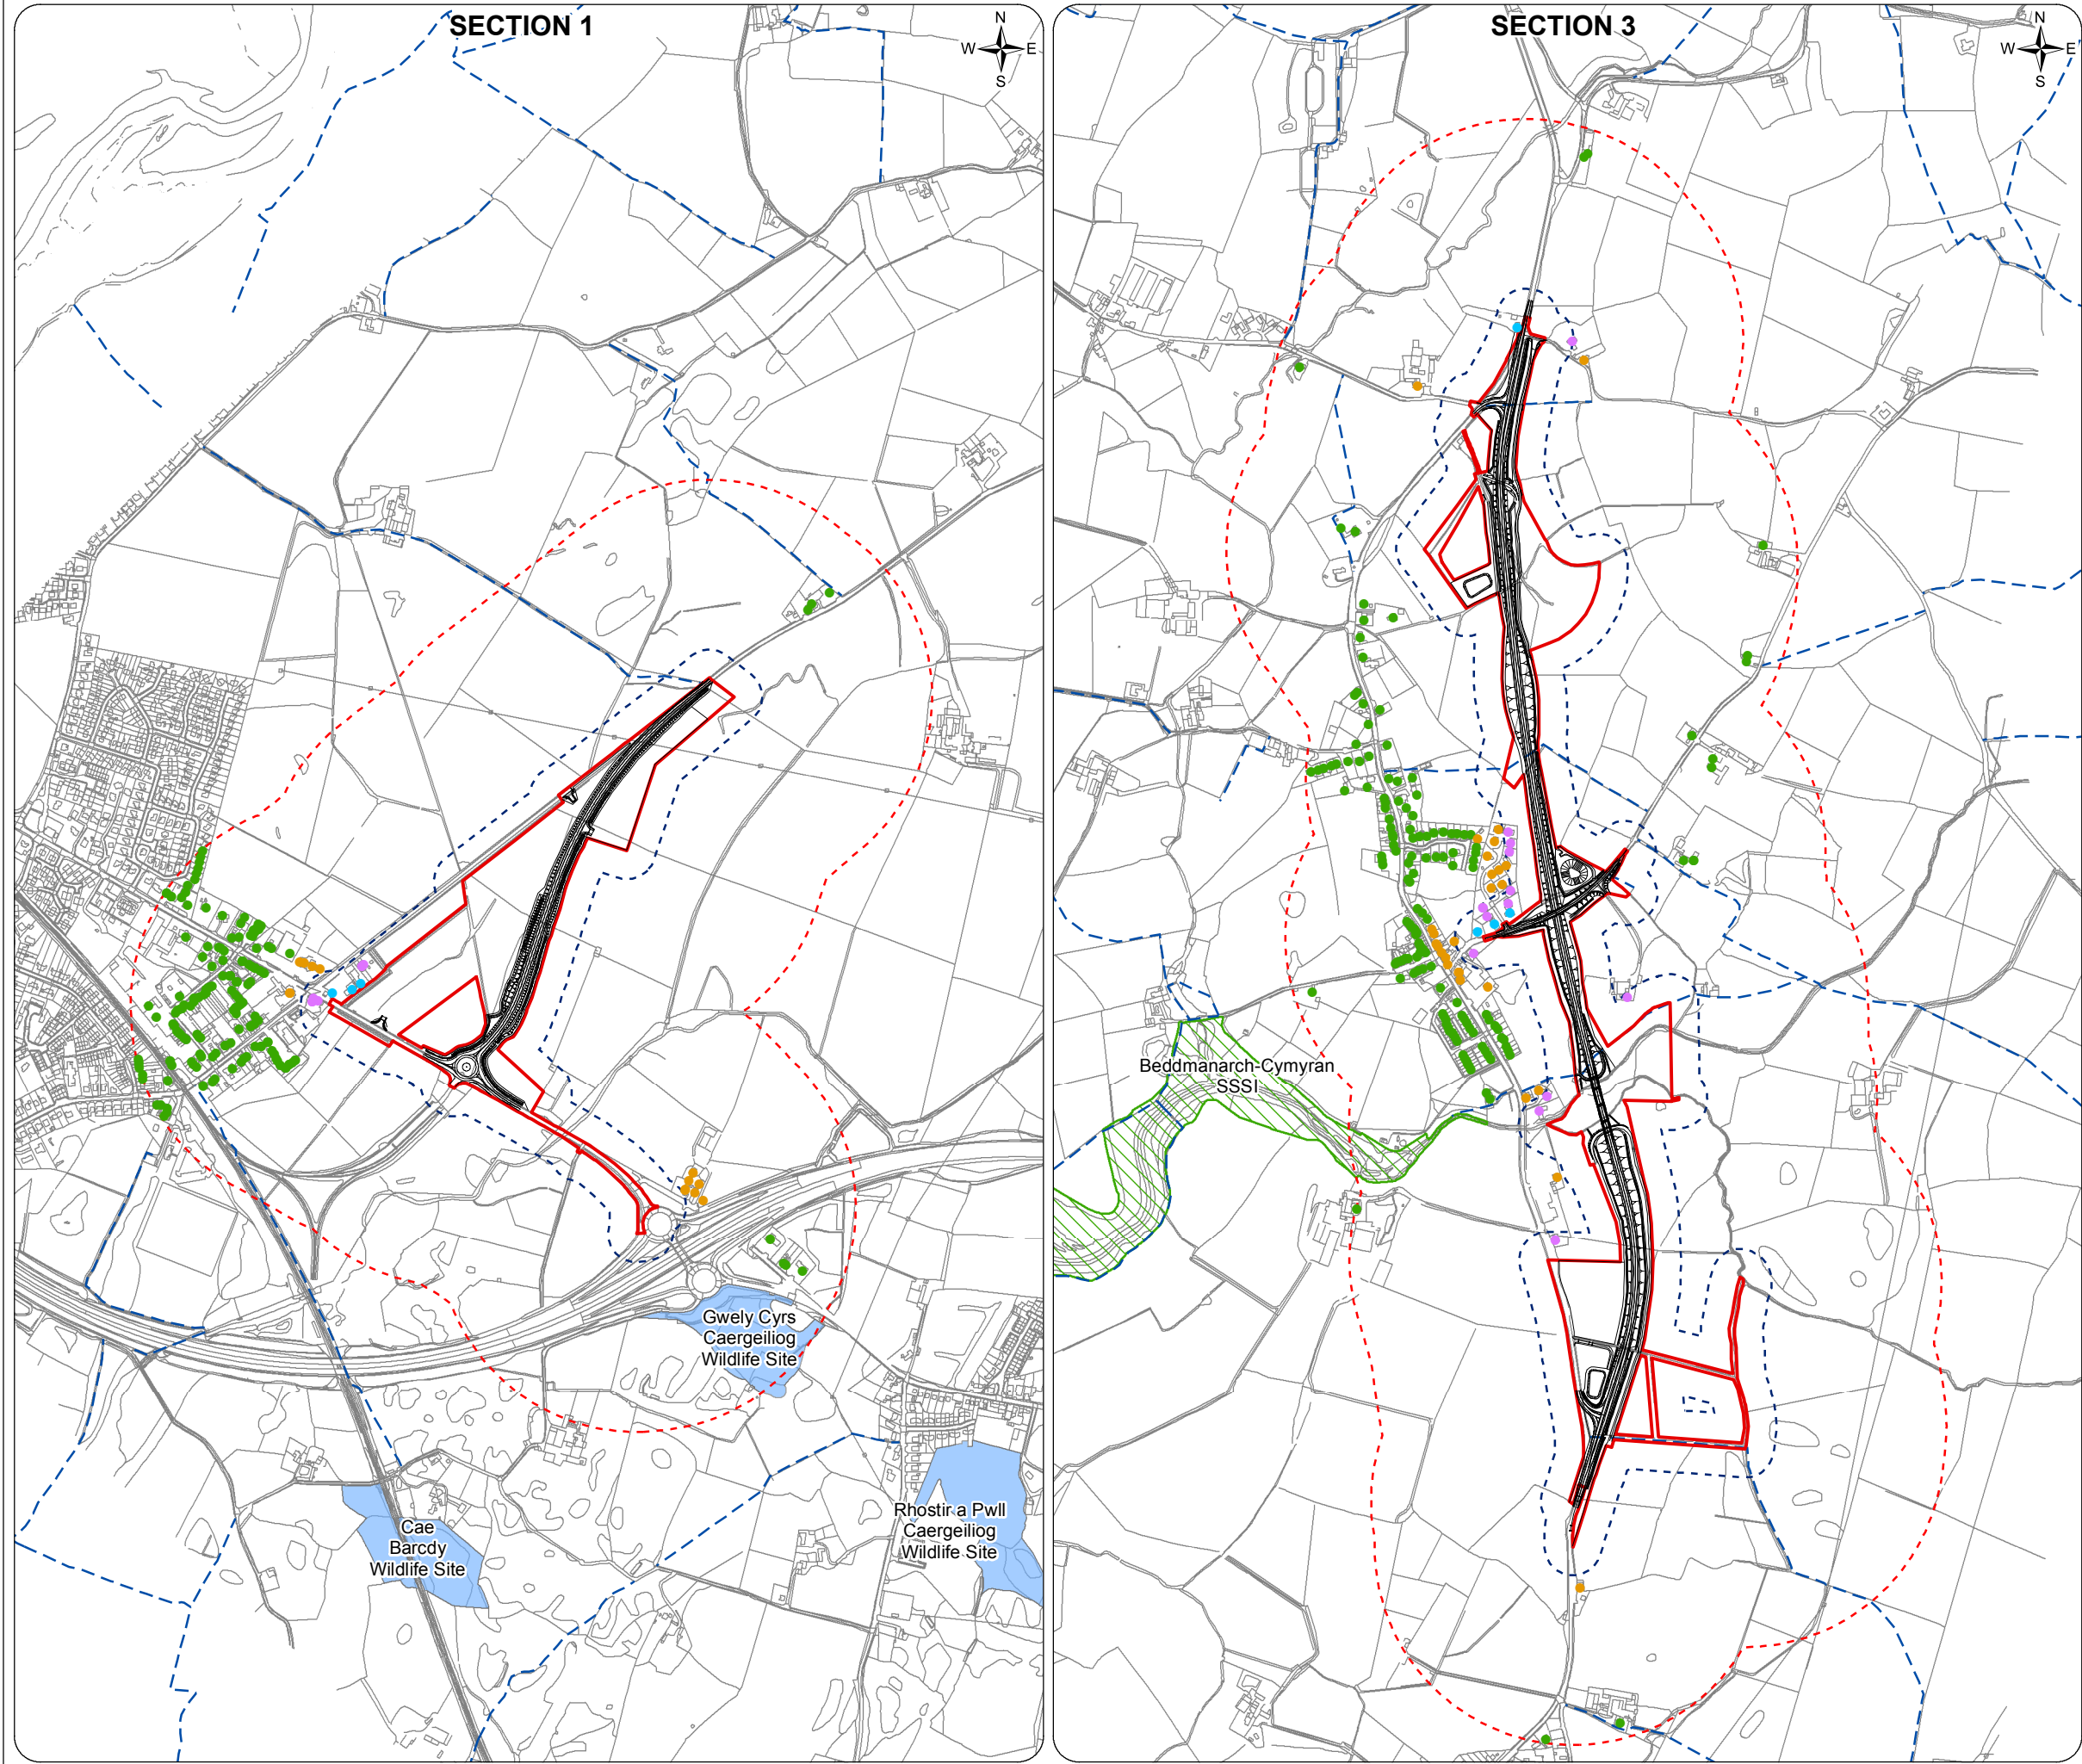 SECTION 1
N
W E
S
Gwely Cyrs
Caergeiliog
Wildlife Site
Cae
Barcdy
Wildlife Site
Rhostir a Pwll
Caergeiliog
Wildlife Site
SECTION 3
N
W E
S
Beddmanarch-Cymyran
SSSI